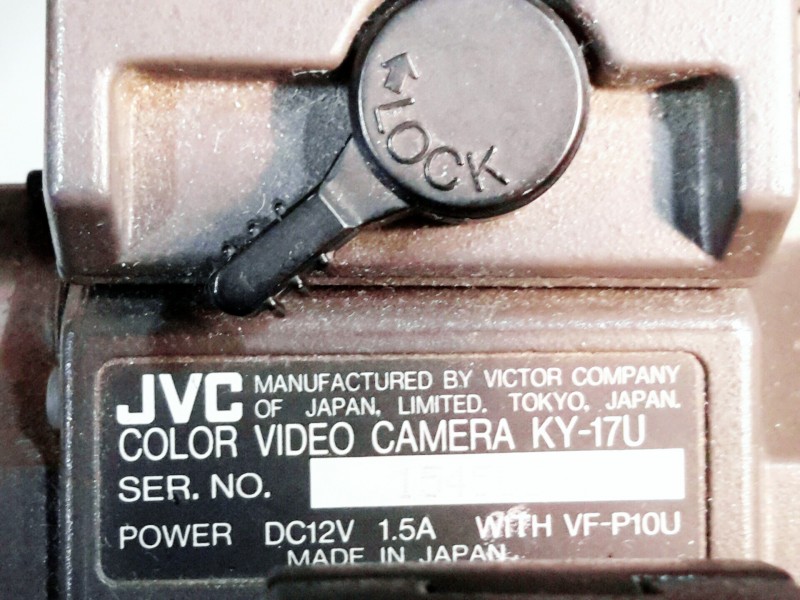 LOCK
JVC MANUFACTURED BY VICTOR COMPANY
OF JAPAN, LIMITED. TOKYO, JAPAN.
COLOR VIDEO CAMERA KY-17U
SER. NO.
POWER DC12V 1.5A WITH VF-P10U
MADE IN JAPAN